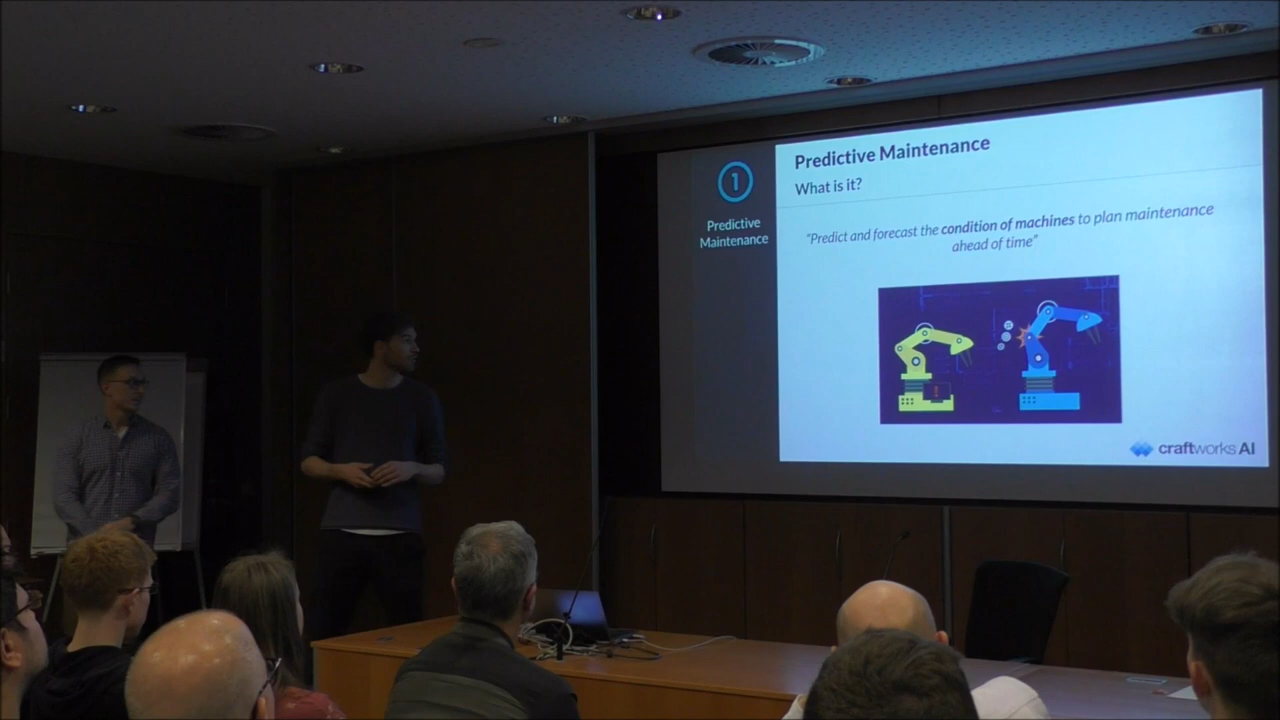 1
Predictive
Maintenance
Predictive Maintenance
What is it?
“Predict and forecast the condition of machines to plan maintenance
ahead of time”
craftworks AI